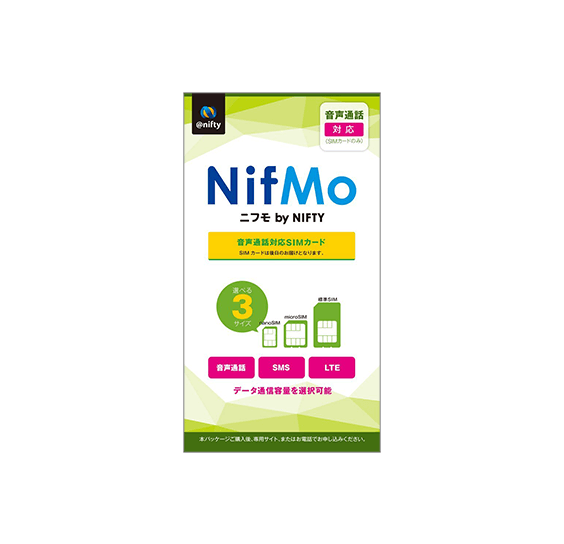 @nifty
音声通話
対応
(SIMカードのみ)
NifMo
ニフモ by NIFTY
音声通話対応SIMカード
SIM カードは後日のお届けとなります。
選べる
3
サイズ
nanoSIM
microSIM
標準SIM
音声通話
SMS
LTE
データ通信容量を選択可能
本パッケージご購入後、専用サイト、またはお電話でお申し込みください。